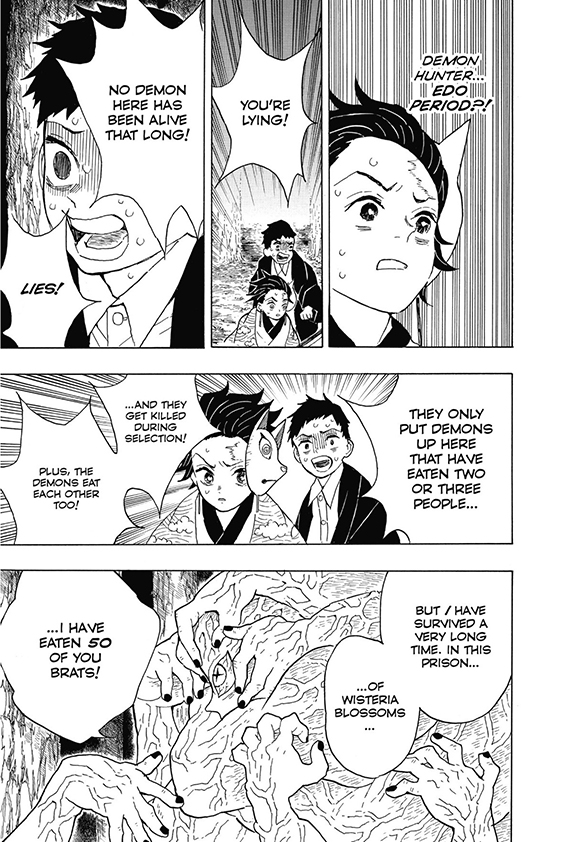 DEMON
HUNTER...
EDO
PERIOD?!
YOU'RE
LYING!
NO DEMON
HERE HAS
BEEN ALIVE
THAT LONG!
LIES!
THEY ONLY
PUT DEMONS
UP HERE
THAT HAVE
EATEN TWO
OR THREE
PEOPLE...
...AND THEY
GET KILLED
DURING
SELECTION!
PLUS, THE
DEMONS EAT
EACH OTHER
TOO!
BUT I HAVE
SURVIVED A
VERY LONG
TIME. IN THIS
PRISON...
...OF
WISTERIA
BLOSSOMS
...
...I HAVE
EATEN 50
OF YOU
BRATS!